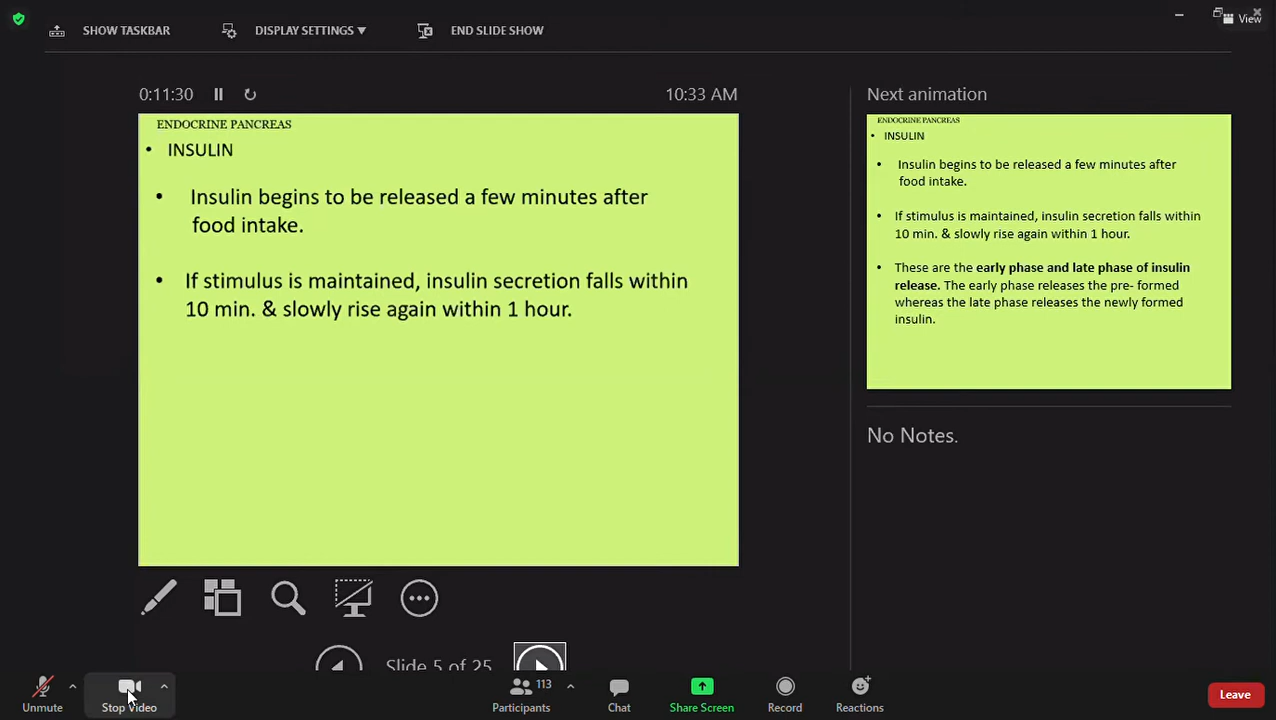 SHOW TASKBAR
DISPLAY SETTINGS ▼
END SLIDE SHOW
View
0:11:30
10:33 AM
ENDOCRINE PANCREAS
• INSULIN
• Insulin begins to be released a few minutes after
food intake.
• If stimulus is maintained, insulin secretion falls within
10 min. & slowly rise again within 1 hour.
Next animation
ENDOCRINE PANCREAS
• INSULIN
• Insulin begins to be released a few minutes after
food intake.
• If stimulus is maintained, insulin secretion falls within
10 min. & slowly rise again within 1 hour.
• These are the early phase and late phase of insulin
release. The early phase releases the pre- formed
whereas the late phase releases the newly formed
insulin.
No Notes.
Slide 5 of 25
Unmute
Stop Video
113
Participants
Chat
Share Screen
Record
Reactions
Leave